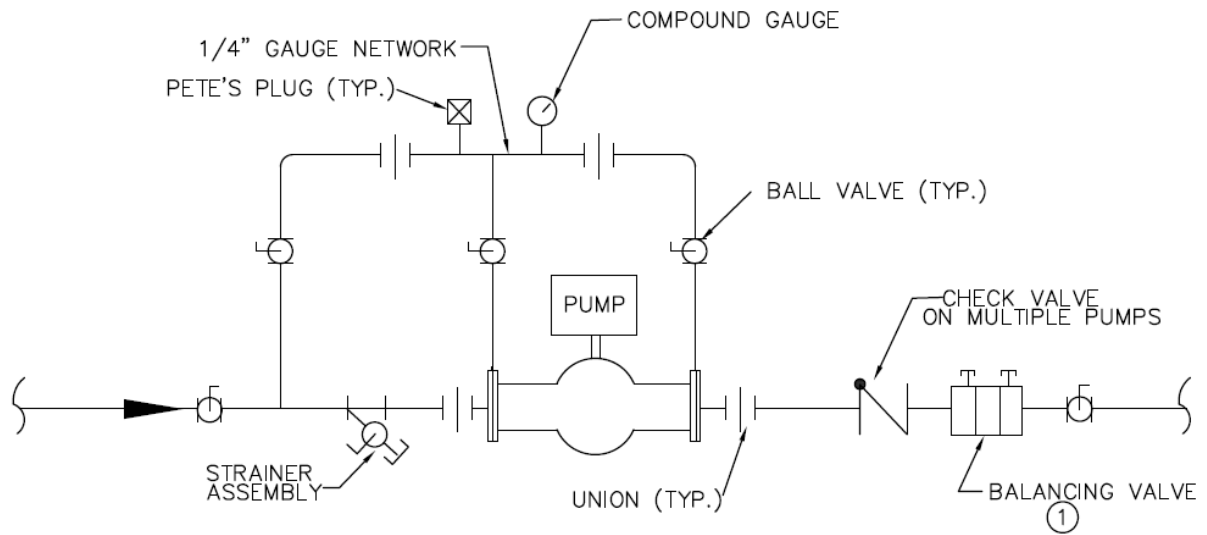 COMPOUND GAUGE
1/4" GAUGE NETWORK
PETE'S PLUG (TYP.)
BALL VALVE (TYP.)
PUMP
CHECK VALVE
ON MULTIPLE PUMPS
STRAINER
ASSEMBLY
UNION (TYP.)
BALANCING VALVE
1